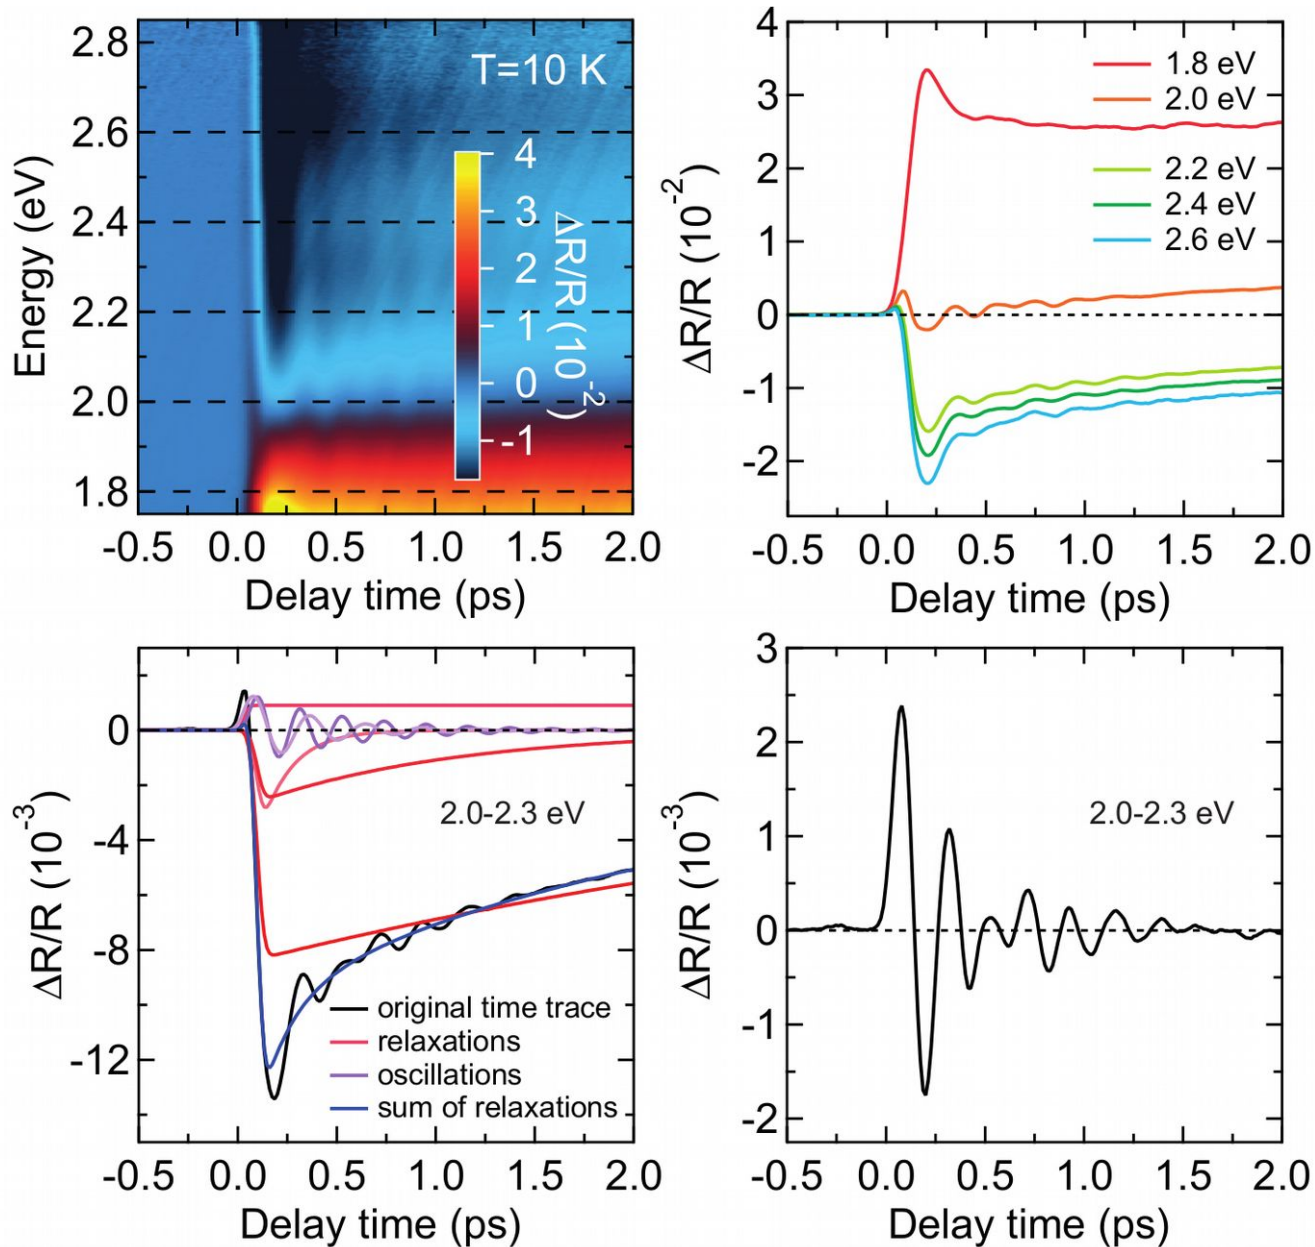 2.8
2.6
2.4
2.2
2.0
1.8
Energy (eV)
T=10 K
4
3
2
1
0
-1
ΔR/R (10⁻²)
-0.5 0.0 0.5 1.0 1.5 2.0
Delay time (ps)
4
3
2
1
0
-1
-2
ΔR/R (10⁻²)
1.8 eV
2.0 eV
2.2 eV
2.4 eV
2.6 eV
-0.5 0.0 0.5 1.0 1.5 2.0
Delay time (ps)
0
-4
-8
-12
ΔR/R (10⁻³)
2.0-2.3 eV
original time trace
relaxations
oscillations
sum of relaxations
-0.5 0.0 0.5 1.0 1.5 2.0
Delay time (ps)
3
2
1
0
-1
-2
ΔR/R (10⁻³)
2.0-2.3 eV
-0.5 0.0 0.5 1.0 1.5 2.0
Delay time (ps)